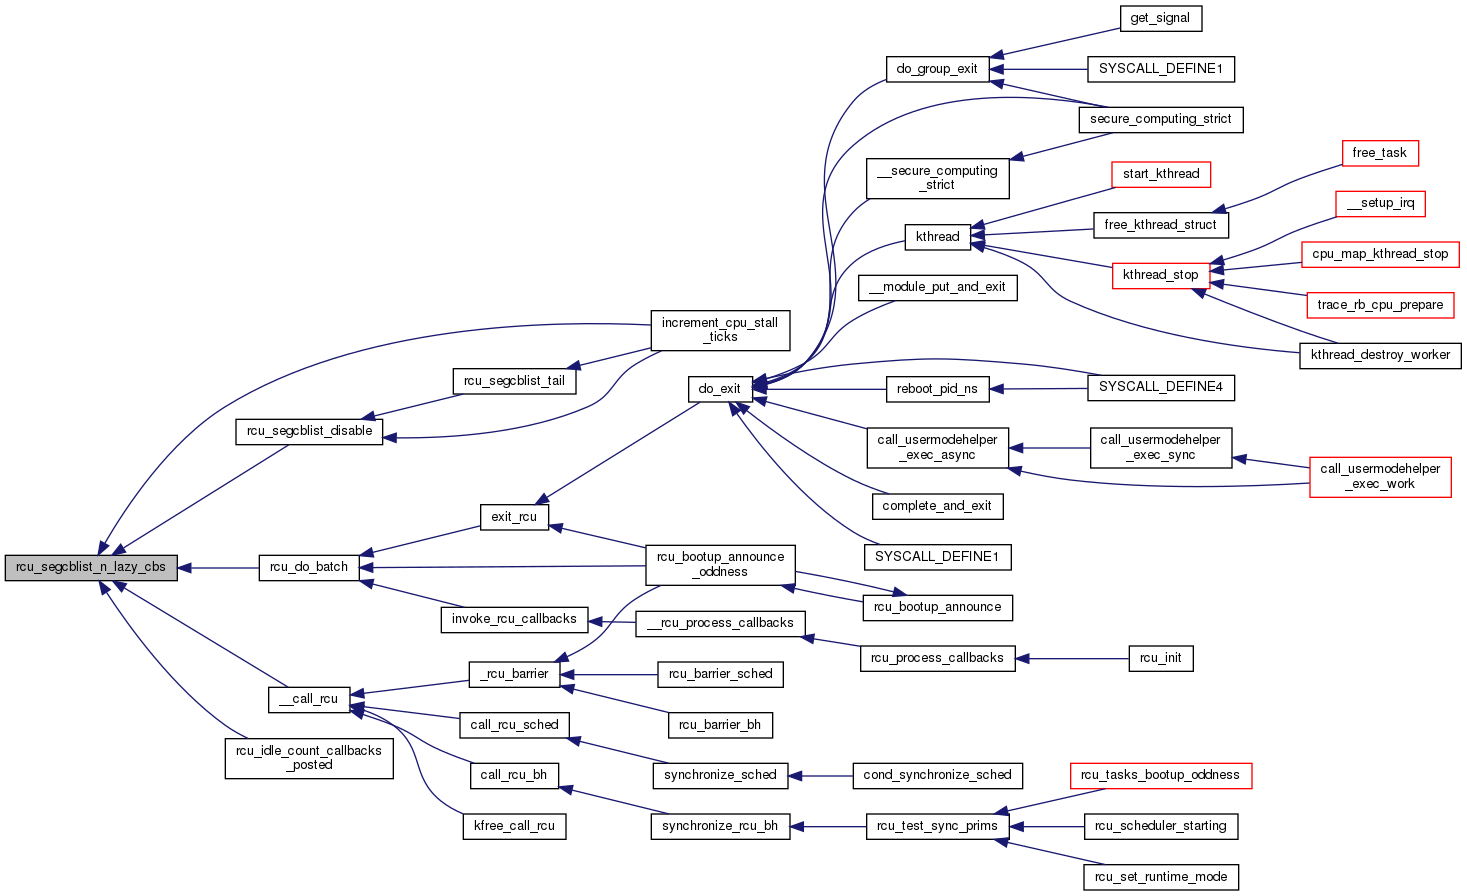 get_signal
do_group_exit
SYSCALL_DEFINE1
secure_computing_strict
free_task
__secure_computing
_strict
start_kthread
__setup_irq
free_kthread_struct
kthread
cpu_map_kthread_stop
kthread_stop
__module_put_and_exit
trace_rb_cpu_prepare
increment_cpu_stall
_ticks
kthread_destroy_worker
rcu_segcblist_tail
do_exit
reboot_pid_ns
SYSCALL_DEFINE4
rcu_segcblist_disable
call_usermodehelper
_exec_async
call_usermodehelper
_exec_sync
call_usermodehelper
_exec_work
complete_and_exit
exit_rcu
SYSCALL_DEFINE1
rcu_segcblist_n_lazy_cbs
rcu_do_batch
rcu_bootup_announce
_oddness
rcu_bootup_announce
invoke_rcu_callbacks
__rcu_process_callbacks
rcu_process_callbacks
rcu_init
_rcu_barrier
rcu_barrier_sched
__call_rcu
call_rcu_sched
rcu_barrier_bh
rcu_idle_count_callbacks
_posted
call_rcu_bh
synchronize_sched
cond_synchronize_sched
rcu_tasks_bootup_oddness
kfree_call_rcu
synchronize_rcu_bh
rcu_test_sync_prims
rcu_scheduler_starting
rcu_set_runtime_mode